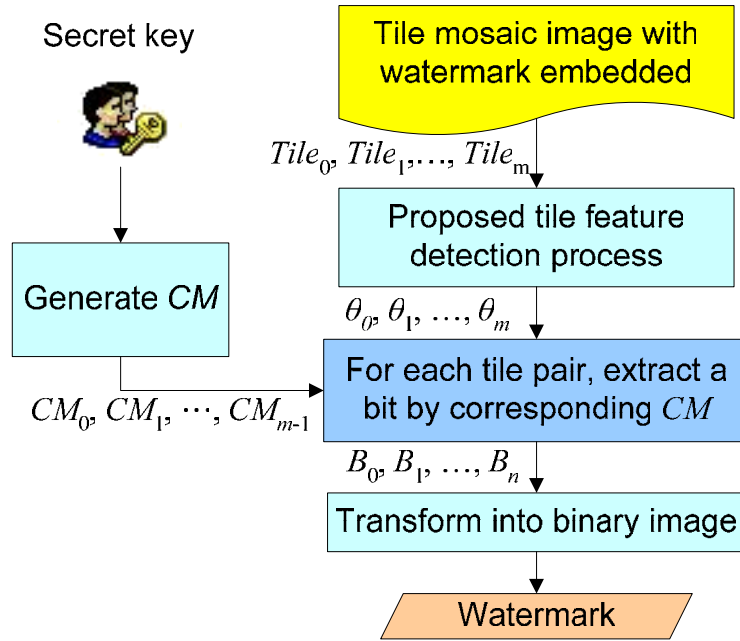 Secret key
Tile mosaic image with
watermark embedded
Tile₀, Tile₁,…, Tileₘ
Proposed tile feature
detection process
Generate CM
θ₀, θ₁, …, θₘ
For each tile pair, extract a
bit by corresponding CM
CM₀, CM₁, …, CMₘ₋₁
B₀, B₁, …, Bₙ
Transform into binary image
Watermark